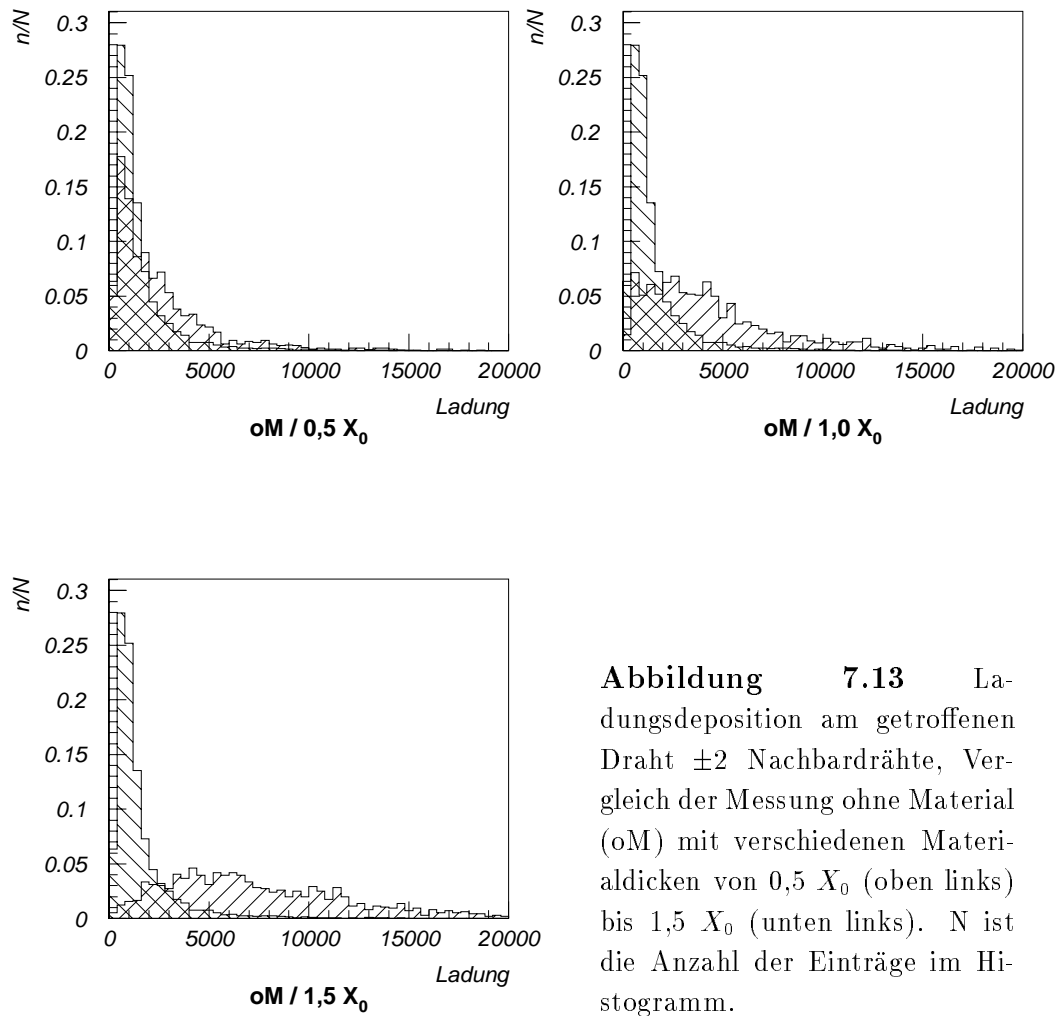 n/N
0.3
0.25
0.2
0.15
0.1
0.05
0
0 5000 10000 15000 20000
Ladung
oM / 0,5 X0
n/N
0.3
0.25
0.2
0.15
0.1
0.05
0
0 5000 10000 15000 20000
Ladung
oM / 1,0 X0
n/N
0.3
0.25
0.2
0.15
0.1
0.05
0
0 5000 10000 15000 20000
Ladung
oM / 1,5 X0
Abbildung 7.13 La-
dungsdeposition am getroffenen
Draht ±2 Nachbardrähte, Ver-
gleich der Messung ohne Material
(oM) mit verschiedenen Materi-
aldicken von 0,5 X0 (oben links)
bis 1,5 X0 (unten links). N ist
die Anzahl der Einträge im Hi-
stogramm.